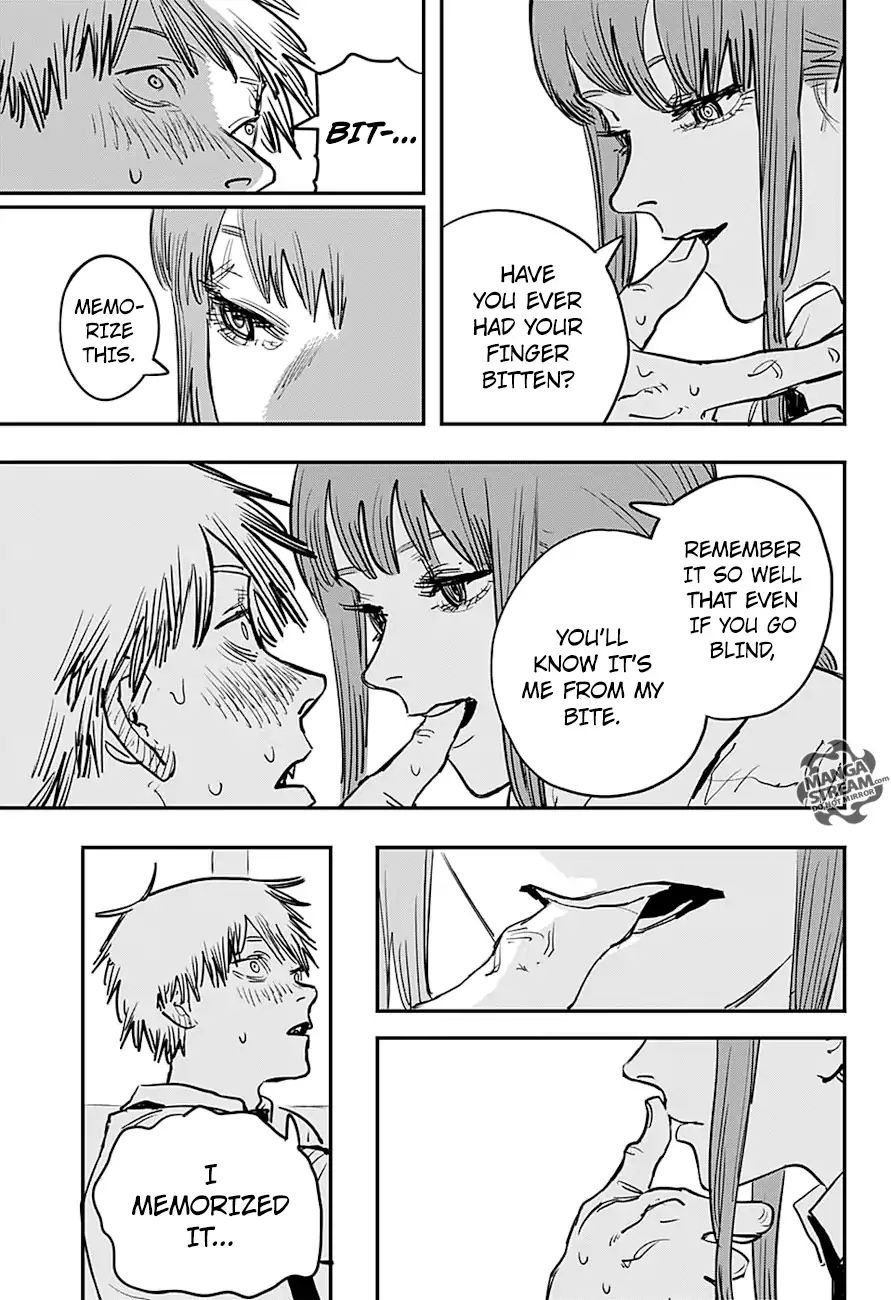 HAVE
YOU EVER
HAD YOUR
FINGER
BITTEN?
BIT-...
MEMO-
RIZE
THIS.
REMEMBER
IT SO WELL
THAT EVEN
IF YOU GO
BLIND,
YOU'LL
KNOW IT'S
ME FROM MY
BITE.
MANGA
STREAM.com
DO NOT MIRROR
I
MEMORIZED
IT...